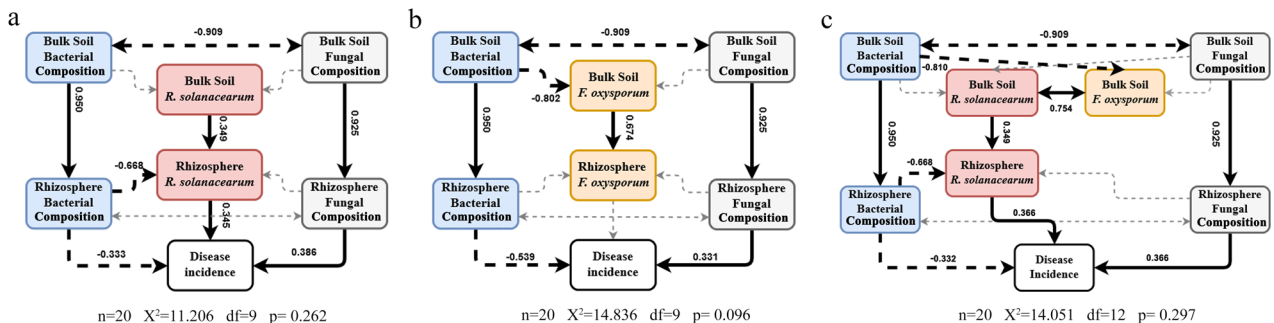 a
-0.909
Bulk Soil
Bacterial
Composition
Bulk Soil
Fungal
Composition
Bulk Soil
R. solanacearum
0.950
0.349
0.925
-0.668
Rhizosphere
R. solanacearum
Rhizosphere
Bacterial
Composition
Rhizosphere
Fungal
Composition
0.345
-0.333
0.386
Disease
incidence
n=20 X²=11.206 df=9 p= 0.262
b
-0.909
Bulk Soil
Bacterial
Composition
Bulk Soil
Fungal
Composition
Bulk Soil
F. oxysporum
-0.802
0.950
0.674
0.925
Rhizosphere
F. oxysporum
Rhizosphere
Bacterial
Composition
Rhizosphere
Fungal
Composition
-0.539
0.331
Disease
incidence
n=20 X²=14.836 df=9 p= 0.096
c
-0.909
Bulk Soil
Bacterial
Composition
Bulk Soil
Fungal
Composition
-0.810
Bulk Soil
R. solanacearum
0.754
Bulk Soil
F. oxysporum
0.950
0.349
0.925
-0.668
Rhizosphere
R. solanacearum
Rhizosphere
Bacterial
Composition
Rhizosphere
Fungal
Composition
0.366
-0.332
0.366
Disease
Incidence
n=20 X²=14.051 df=12 p= 0.297